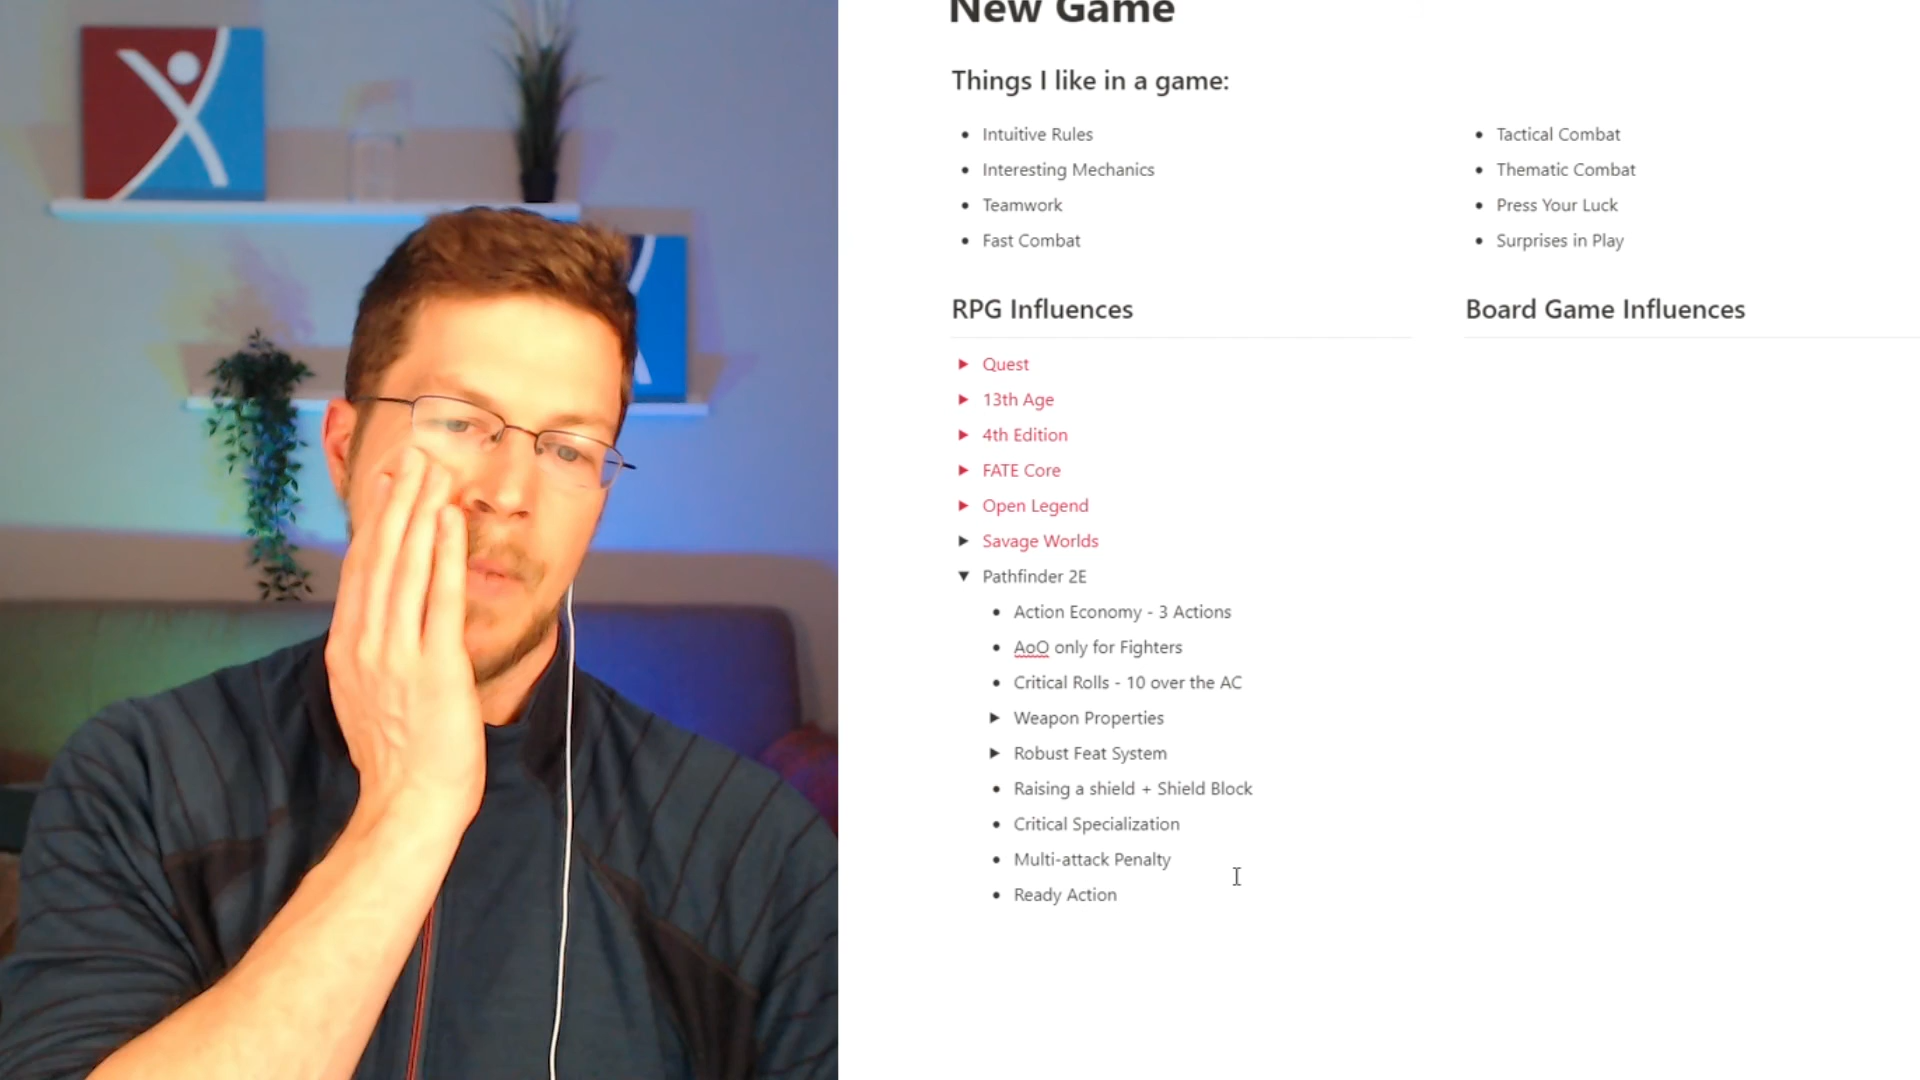 New Game
Things I like in a game:
Intuitive Rules
Interesting Mechanics
Teamwork
Fast Combat
Tactical Combat
Thematic Combat
Press Your Luck
Surprises in Play
RPG Influences
Quest
13th Age
4th Edition
FATE Core
Open Legend
Savage Worlds
Pathfinder 2E
Action Economy - 3 Actions
AoO only for Fighters
Critical Rolls - 10 over the AC
Weapon Properties
Robust Feat System
Raising a shield + Shield Block
Critical Specialization
Multi-attack Penalty
Ready Action
Board Game Influences